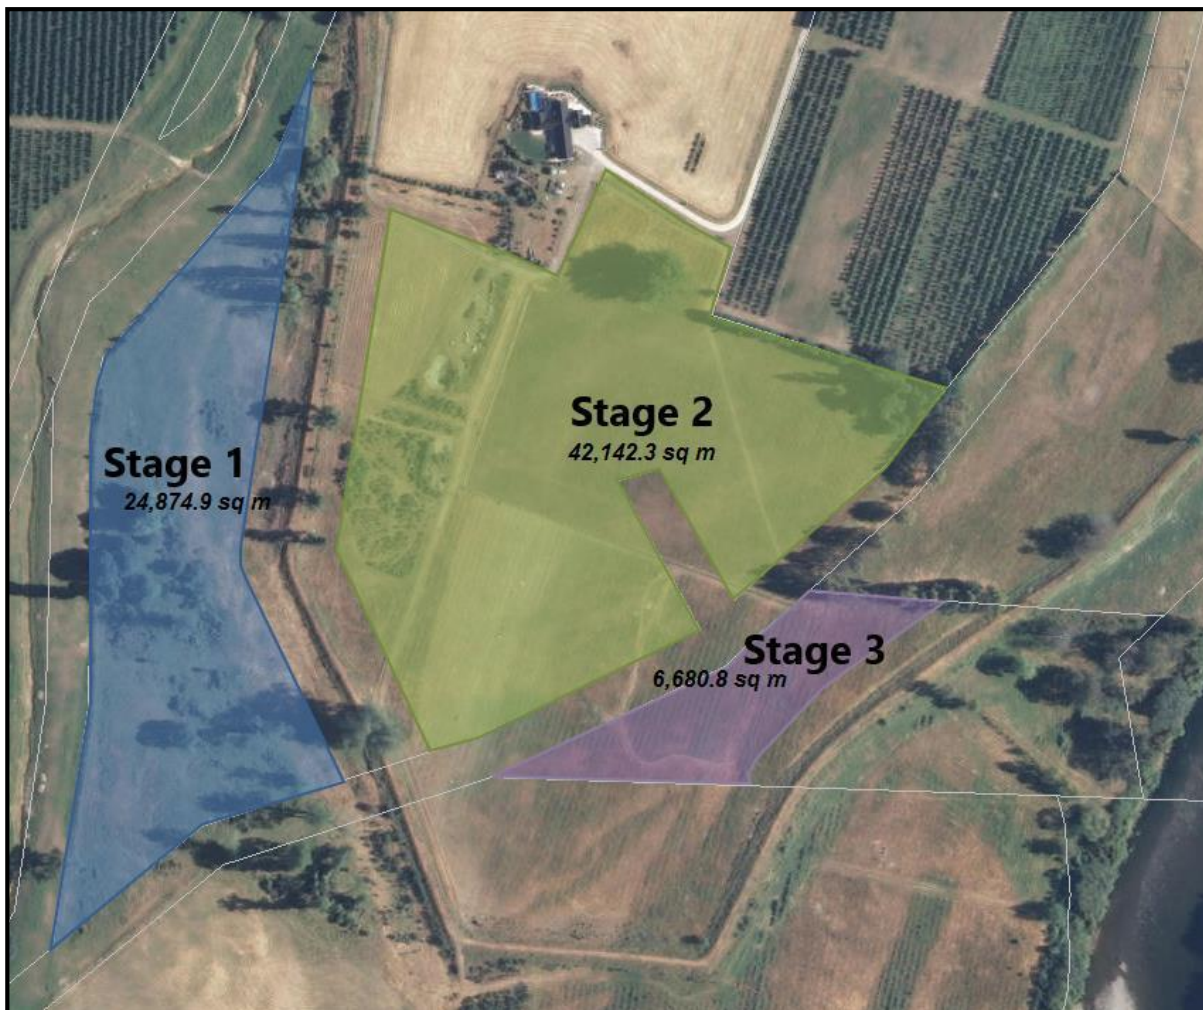 Stage 1
24,874.9 sq m
Stage 2
42,142.3 sq m
Stage 3
6,680.8 sq m